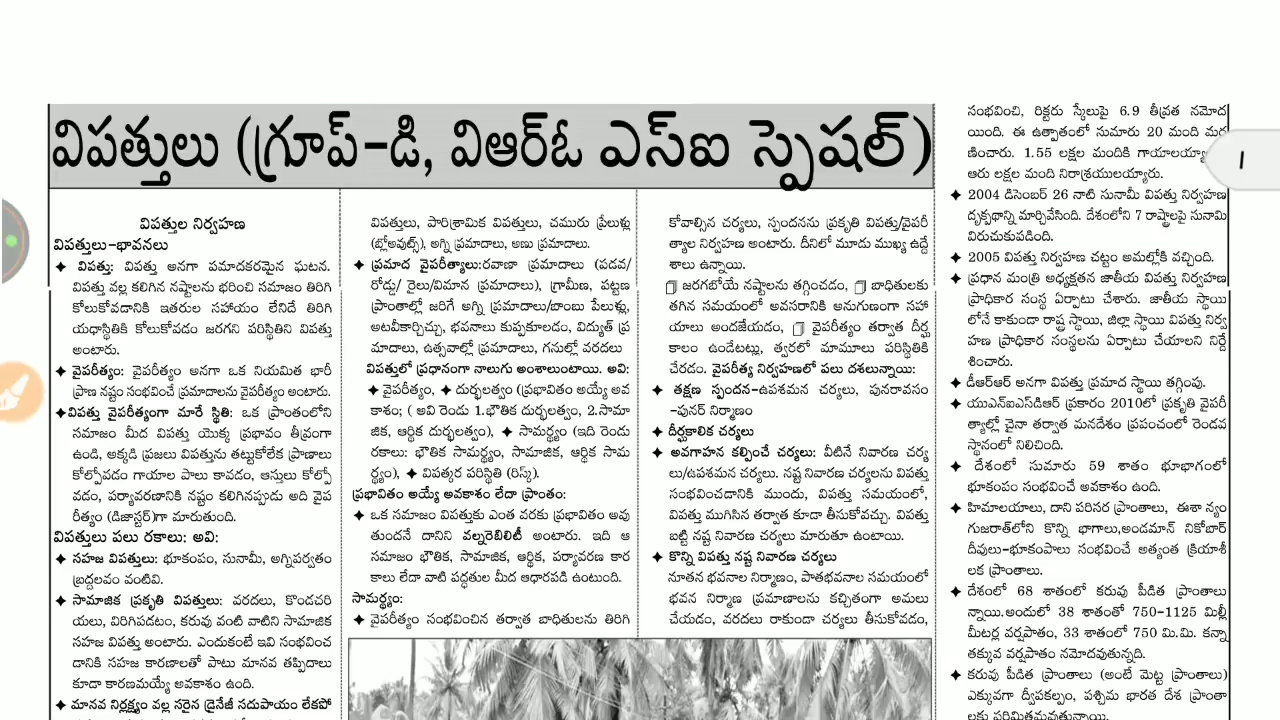 విపత్తులు (గ్రూప్-డి, విఆర్ఓ ఎస్ఐ స్పెషల్)
విపత్తుల నిర్వహణ
విపత్తులు-భావనలు
✦ విపత్తు: విపత్తు అనగా పమాదకరమైన ఘటన.
విపత్తు వల్ల కలిగిన నష్టాలను భరించి సమాజం తిరిగి
కోలుకోవడానికి ఇతరుల సహాయం లేనిదే తిరిగి
యధాస్థితికి కోలుకోవడం జరగని పరిస్థితిని విపత్తు
అంటారు.
✦ వైపరీత్యం: వైపరీత్యం అనగా ఒక నియమిత భారీ
ప్రాణ నష్టం సంభవించే ప్రమాదాలను వైపరీత్యం అంటారు.
✦విపత్తు వైపరీత్యంగా మారే స్థితి: ఒక ప్రాంతంలోని
సమాజం మీద విపత్తు యొక్క ప్రభావం తీవ్రంగా
ఉండి, అక్కడి ప్రజలు విపత్తును తట్టుకోలేక ప్రాణాలు
కోల్పోవడం గాయాల పాలు కావడం, ఆస్తులు కోల్పో
వడం, పర్యావరణానికి నష్టం కలిగినప్పుడు అది వైప
రీత్యం (డిజాస్టర్)గా మారుతుంది.
విపత్తులు పలు రకాలు: అవి:
✦ సహజ విపత్తులు: భూకంపం, సునామీ, అగ్నిపర్వతం
బ్రద్దలవం వంటివి.
✦ సామాజిక ప్రకృతి విపత్తులు: వరదలు, కొండచరి
యలు, విరిగిపడటం, కరువు వంటి వాటిని సామాజిక
సహజ విపత్తు అంటారు. ఎందుకంటే ఇవి సంభవించ
డానికి సహజ కారణాలతో పాటు మానవ తప్పిదాలు
కూడా కారణమయ్యే అవకాశం ఉంది.
✦ మానవ నిర్లక్ష్యం వల్ల సరైన డ్రైనేజీ సదుపాయం లేకపో
విపత్తులు, పారిశ్రామిక విపత్తులు, చమురు ప్రేలుళ్లు
(బ్లోఅవుట్స్), అగ్ని ప్రమాదాలు, అణు ప్రమాదాలు.
✦ ప్రమాద వైపరీత్యాలు:రవాణా ప్రమాదాలు (పడవ/
రోడ్డు/ రైలు/విమాన ప్రమాదాలు), గ్రామీణ, పట్టణ
ప్రాంతాల్లో జరిగే అగ్ని ప్రమాదాలు/బాంబు పేలుళ్లు,
అటవీకార్చిచ్చు, భవనాలు కుప్పకూలడం, విద్యుత్ ప్ర
మాదాలు, ఉత్సవాల్లో ప్రమాదాలు, గనుల్లో వరదలు
విపత్తులో ప్రధానంగా నాలుగు అంశాలుంటాయి. అవి:
✦ వైపరీత్యం, ✦ దుర్బలత్వం (ప్రభావితం అయ్యే అవ
కాశం; ( అవి రెండు 1.భౌతిక దుర్భలత్వం, 2.సామా
జిక, ఆర్థిక దుర్భలత్వం), ✦ సామర్థ్యం (ఇది రెండు
రకాలు: భౌతిక సామర్థ్యం, సామాజిక, ఆర్థిక సామ
ర్థ్యం), ✦ విపత్కర పరిస్థితి (రిస్క్).
ప్రభావితం అయ్యే అవకాశం లేదా ప్రాంతం:
✦ ఒక సమాజం విపత్తుకు ఎంత వరకు ప్రభావితం అవు
తుందనే దానిని వల్నరెబిలిటీ అంటారు. ఇది ఆ
సమాజం భౌతిక, సామాజిక, ఆర్థిక, పర్యావరణ కార
కాలు లేదా వాటి పద్ధతుల మీద ఆధారపడి ఉంటుంది.
సామర్థ్యం:
✦ వైపరీత్యం సంభవించిన తర్వాత బాధితులను తిరిగి
కోవాల్సిన చర్యలు, స్పందనను ప్రకృతి విపత్తు/వైపరీ
త్యాల నిర్వహణ అంటారు. దీనిలో మూడు ముఖ్య ఉద్దే
శాలు ఉన్నాయి.
❐ జరగబోయే నష్టాలను తగ్గించడం, ❐ బాధితులకు
తగిన సమయంలో అవసరానికి అనుగుణంగా సహా
యాలు అందజేయడం, ❐ వైపరీత్యం తర్వాత దీర్ఘ
కాలం ఉండేటట్లు, త్వరలో మామూలు పరిస్థితికి
చేరడం. వైపరీత్య నిర్వహణలో పలు దశలున్నాయి:
✦ తక్షణ స్పందన-ఉపశమన చర్యలు, పునరావసం
-పునర్ నిర్మాణం
✦ దీర్ఘకాలిక చర్యలు
✦ అవగాహన కల్పించే చర్యలు: వీటినే నివారణ చర్య
లు/ఉపశమన చర్యలు. నష్ట నివారణ చర్యలను విపత్తు
సంభవించడానికి ముందు, విపత్తు సమయంలో,
విపత్తు ముగిసిన తర్వాత కూడా తీసుకోవచ్చు. విపత్తు
బట్టి నష్ట నివారణ చర్యలు మారుతూ ఉంటాయి.
✦ కొన్ని విపత్తు నష్ట నివారణ చర్యలు
నూతన భవనాల నిర్మాణం, పాతభవనాల సమయంలో
భవన నిర్మాణ ప్రమాణాలను కచ్చితంగా అమలు
చేయడం, వరదలు రాకుండా చర్యలు తీసుకోవడం,
సంభవించి, రిక్టరు స్కేలుపై 6.9 తీవ్రత నమోద
యింది. ఈ ఉత్పాతంలో సుమారు 20 మంది మర
ణించారు. 1.55 లక్షల మందికి గాయాలయ్యా
ఆరు లక్షల మంది నిరాశ్రయులయ్యారు.
✦ 2004 డిసెంబర్ 26 నాటి సునామీ విపత్తు నిర్వహణ
దృక్పథాన్ని మార్చివేసింది. దేశంలోని 7 రాష్ట్రాలపై సునామి
విరుచుకుపడింది.
✦ 2005 విపత్తు నిర్వహణ చట్టం అమల్లోకి వచ్చింది.
✦ ప్రధాన మంత్రి అధ్యక్షతన జాతీయ విపత్తు నిర్వహణ
ప్రాధికార సంస్థ ఏర్పాటు చేశారు. జాతీయ స్థాయి
లోనే కాకుండా రాష్ట్ర స్థాయి, జిల్లా స్థాయి విపత్తు నిర్వ
హణ ప్రాధికార సంస్థలను ఏర్పాటు చేయాలని నిర్దే
శించారు.
✦ డీఆర్ఆర్ అనగా విపత్తు ప్రమాద స్థాయి తగ్గింపు.
✦ యుఎన్ఐఎస్‌డిఆర్ ప్రకారం 2010లో ప్రకృతి వైపరీ
త్యాల్లో చైనా తర్వాత మనదేశం ప్రపంచంలో రెండవ
స్థానంలో నిలిచింది.
✦ దేశంలో సుమారు 59 శాతం భూభాగంలో
భూకంపం సంభవించే అవకాశం ఉంది.
✦ హిమాలయాలు, దాని పరిసర ప్రాంతాలు, ఈశా న్యం
గుజరాత్‌లోని కొన్ని భాగాలు,అండమాన్ నికోబార్
దీవులు-భూకంపాలు సంభవించే అత్యంత క్రియాశీ
లక ప్రాంతాలు.
✦ దేశంలో 68 శాతంలో కరువు పీడిత ప్రాంతాలు
న్నాయి.అందులో 38 శాతంతో 750-1125 మిల్లీ
మీటర్ల వర్షపాతం, 33 శాతంలో 750 మి.మి. కన్నా
తక్కువ వర్షపాతం నమోదవుతున్నది.
✦ కరువు పీడిత ప్రాంతాలు (అంటే మెట్ట ప్రాంతాలు)
ఎక్కువగా ద్వీపకల్పం, పశ్చిమ భారత దేశ ప్రాంతా
లకు పరిమితమవుతున్నాయి.